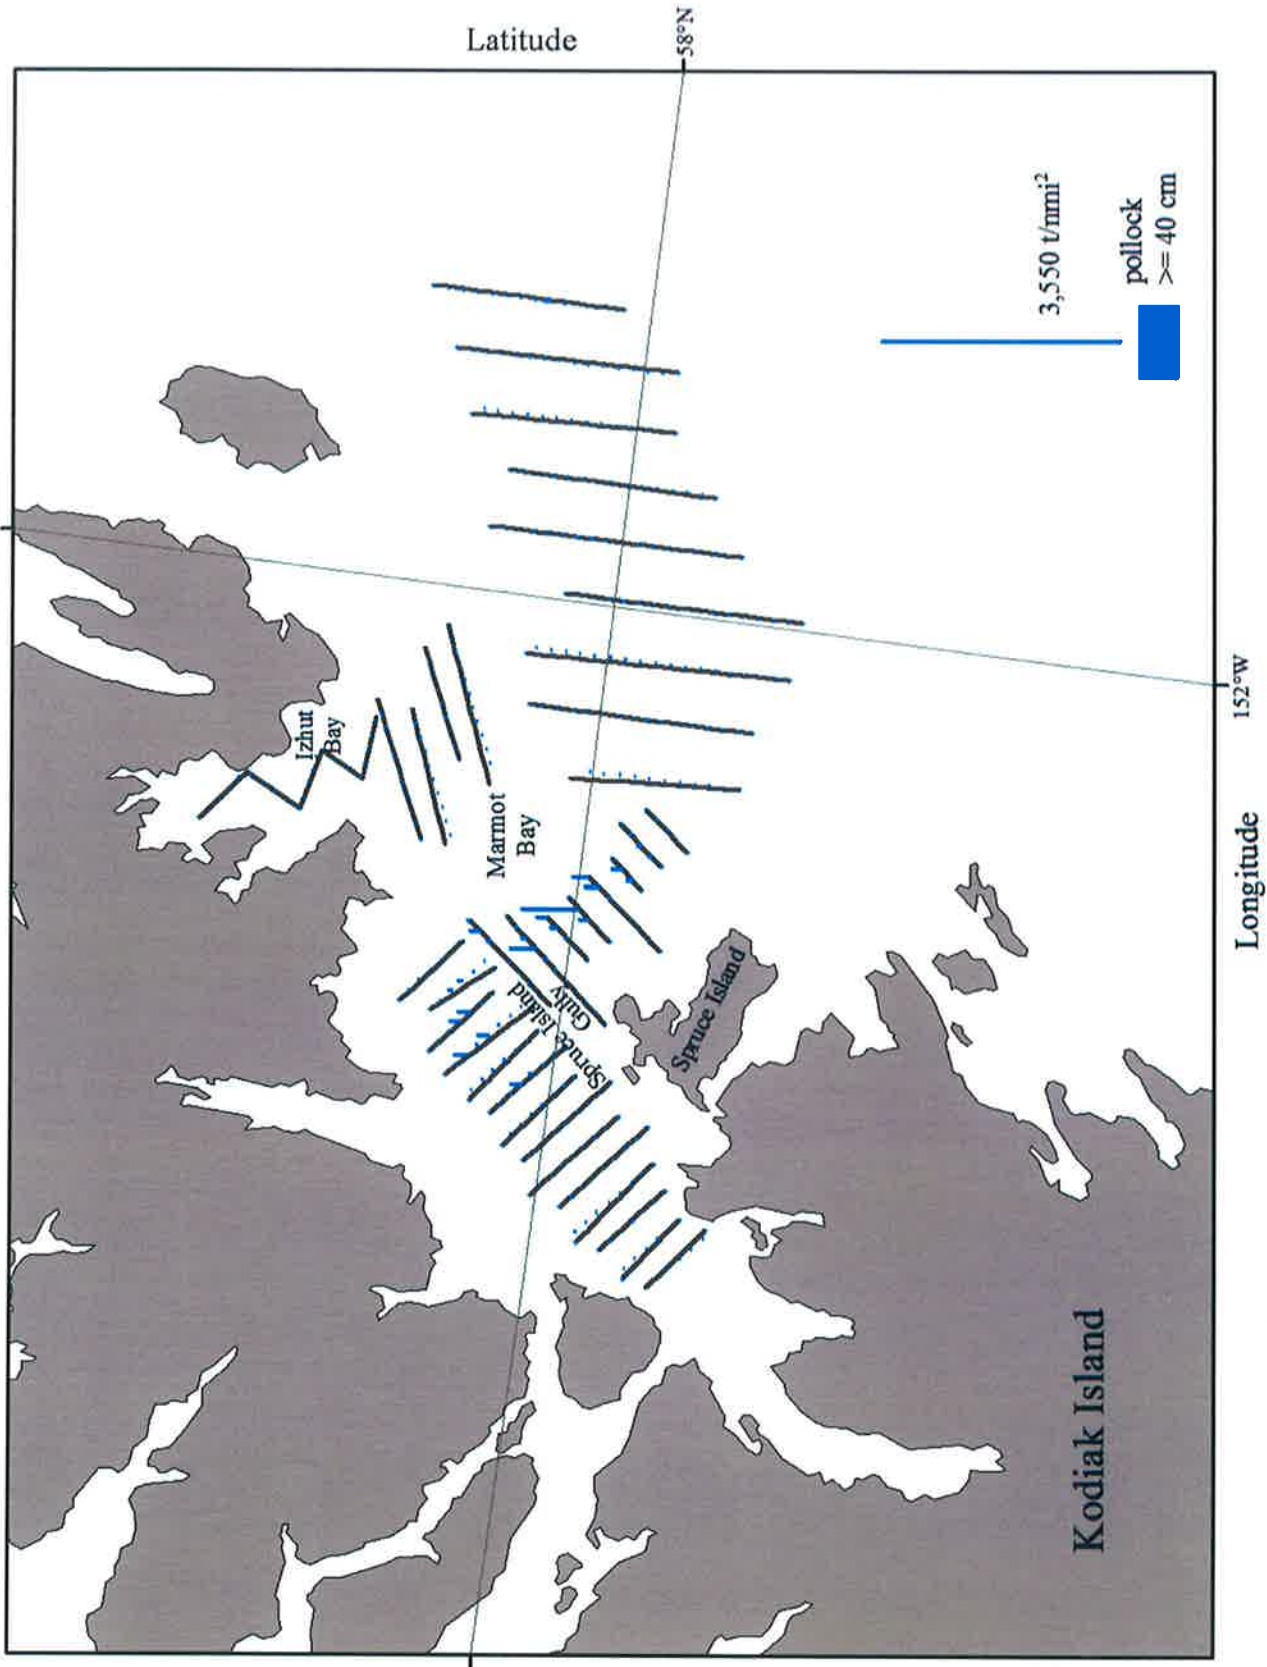 Latitude
58°N
3,550 t/nmi²
pollock
>= 40 cm
Izhut
Bay
152°W
Marmot
Bay
Longitude
Spruce Island
Gully
Spruce Island
Kodiak Island